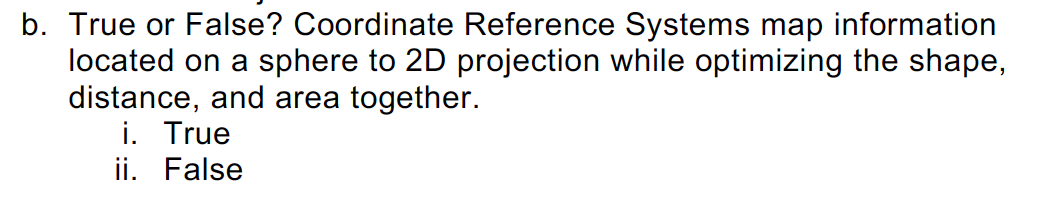 b. True or False? Coordinate Reference Systems map information
located on a sphere to 2D projection while optimizing the shape,
distance, and area together.
i. True
ii. False